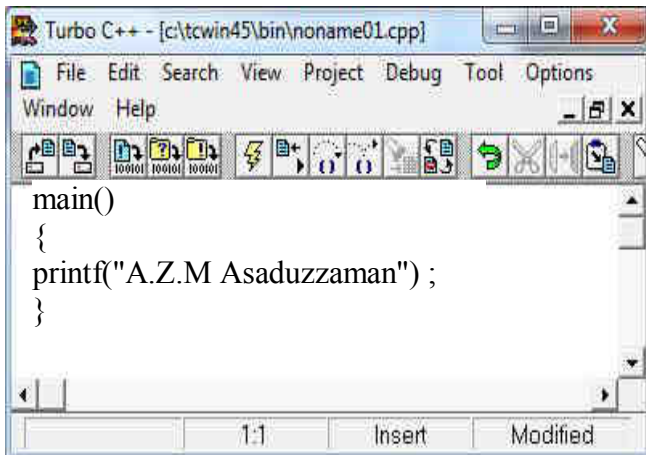 Turbo C++ - [c:\tcwin45\bin\noname01.cpp]
File Edit Search View Project Debug Tool Options
Window Help
main()
{
printf("A.Z.M Asaduzzaman") ;
}
1:1 Insert Modified